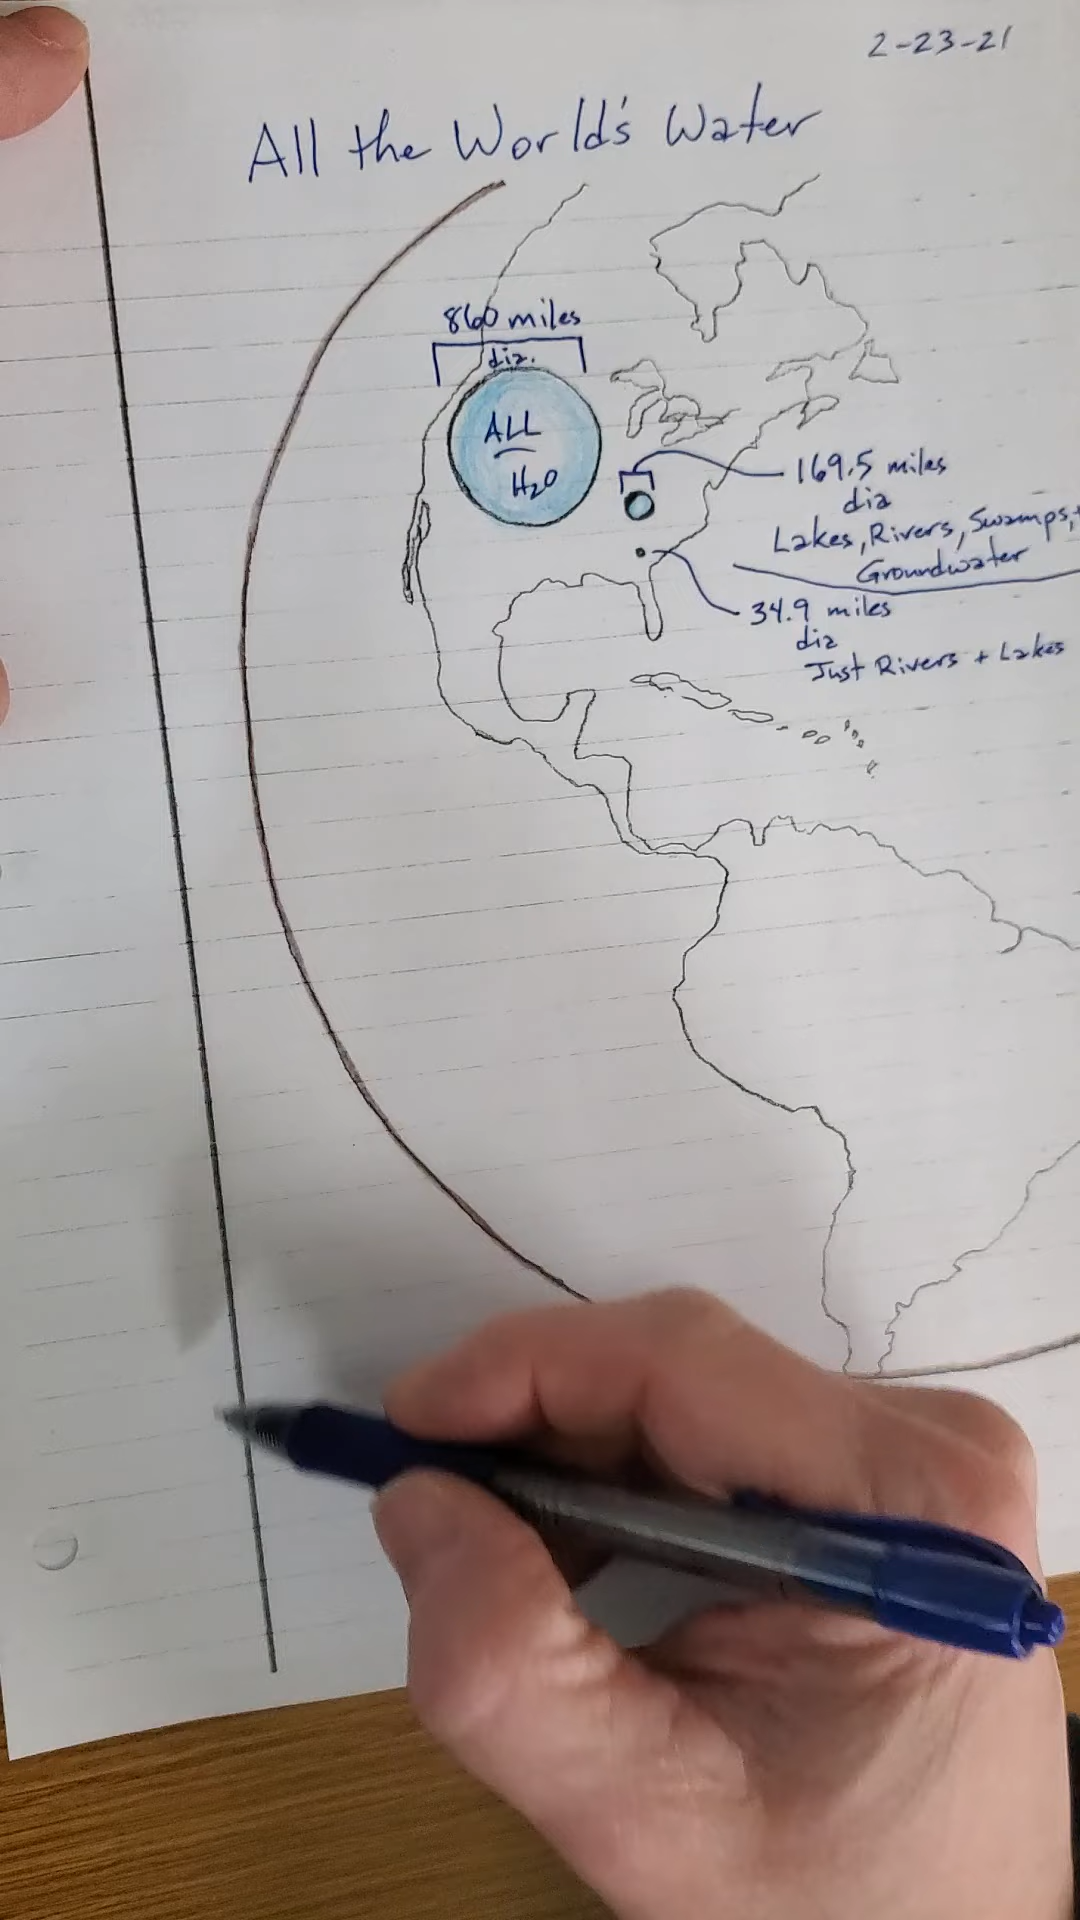 2-23-21
All the World's Water
860 miles
dia.
ALL
H2O
169.5 miles
dia
Lakes, Rivers, Swamps, +
Groundwater
34.9 miles
dia
Just Rivers + Lakes